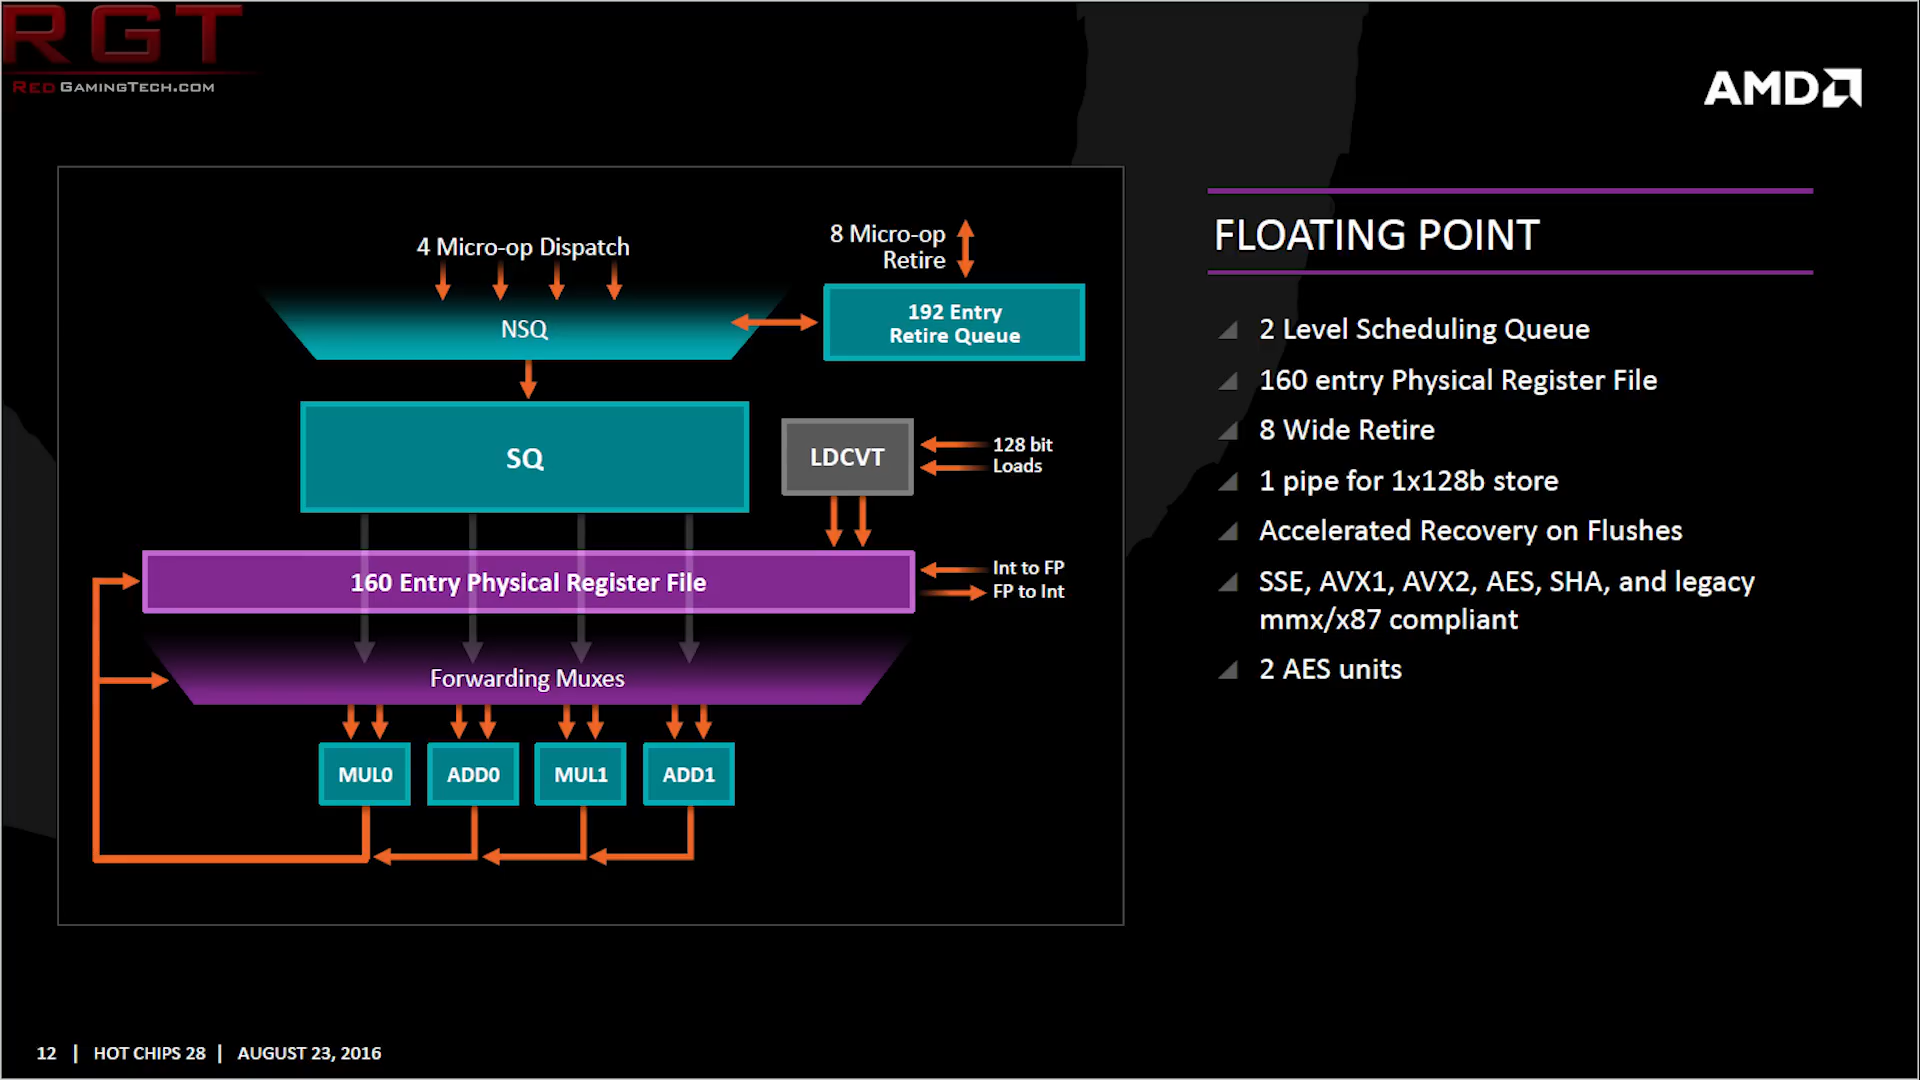 RGT
RedGamingTech.com
AMD
4 Micro-op Dispatch
8 Micro-op
Retire
NSQ
192 Entry
Retire Queue
SQ
LDCVT
128 bit
Loads
160 Entry Physical Register File
Int to FP
FP to Int
Forwarding Muxes
MUL0
ADD0
MUL1
ADD1
FLOATING POINT
2 Level Scheduling Queue
160 entry Physical Register File
8 Wide Retire
1 pipe for 1x128b store
Accelerated Recovery on Flushes
SSE, AVX1, AVX2, AES, SHA, and legacy
mmx/x87 compliant
2 AES units
12 | HOT CHIPS 28 | AUGUST 23, 2016